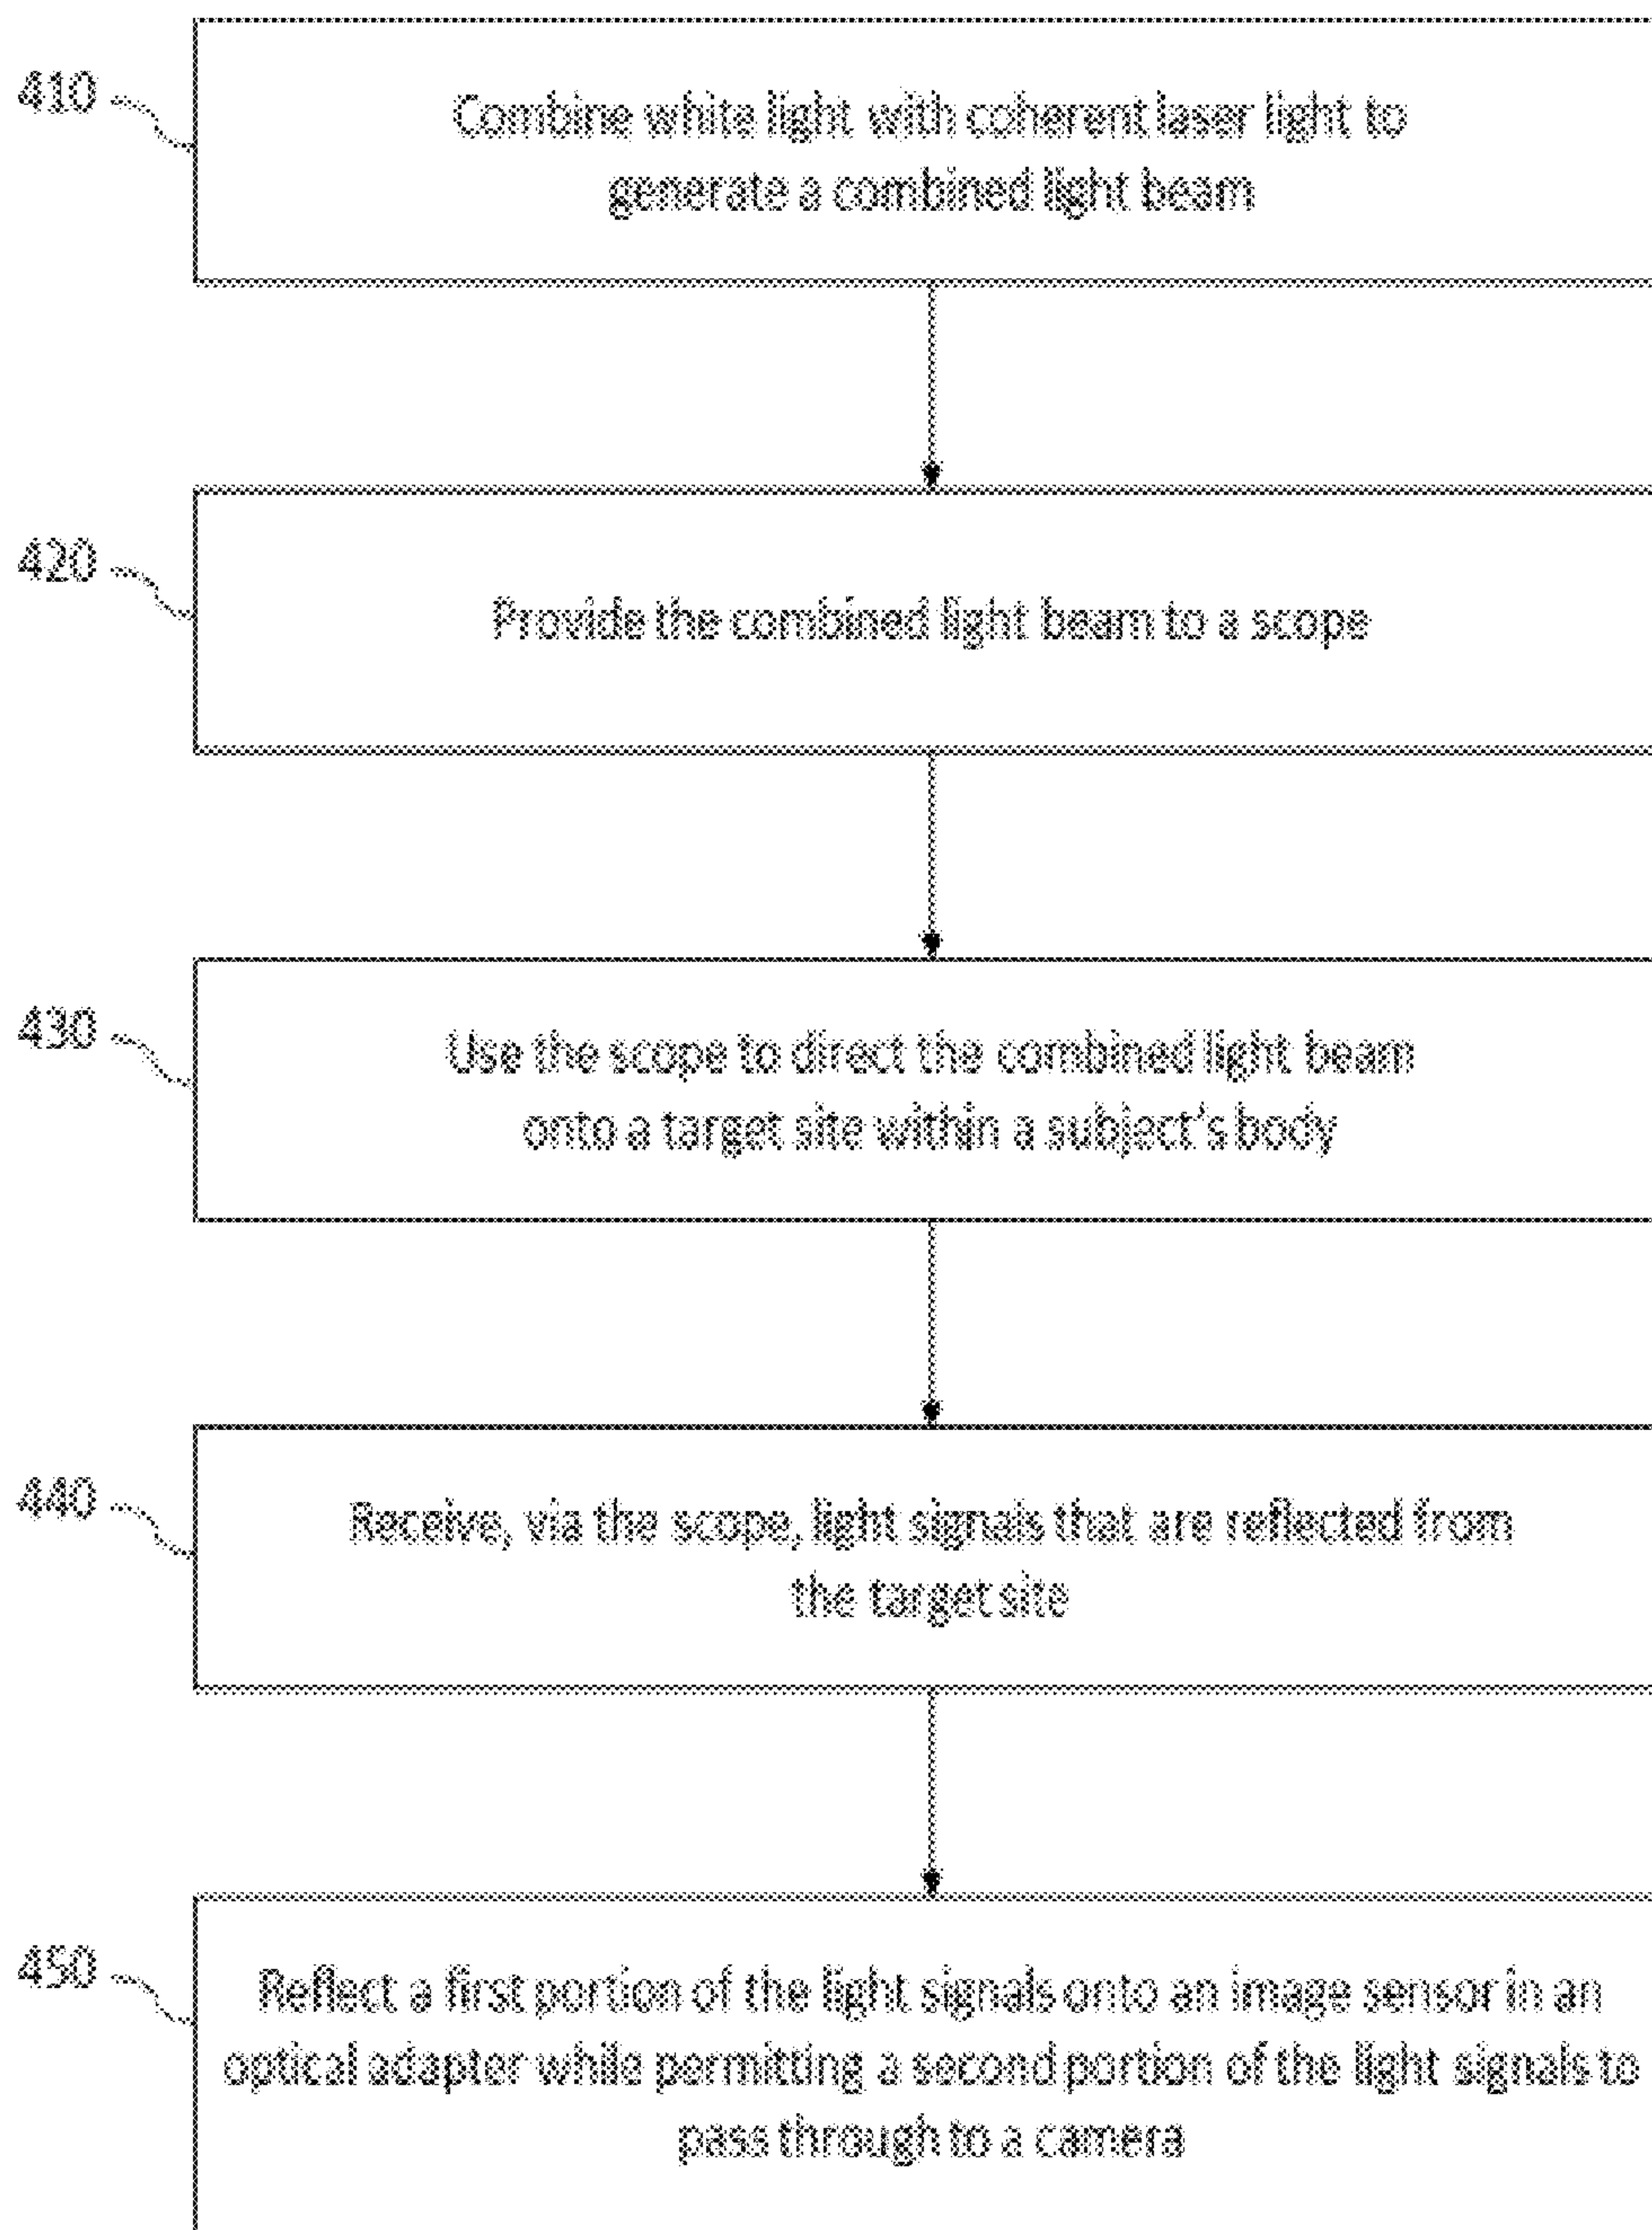 410
Combine white light with coherent laser light to
generate a combined light beam
420
Provide the combined light beam to a scope
430
Use the scope to direct the combined light beam
onto a target site within a subject's body
440
Receive, via the scope, light signals that are reflected from
the target site
450
Reflect a first portion of the light signals onto an image sensor in an
optical adapter while permitting a second portion of the light signals to
pass through to a camera